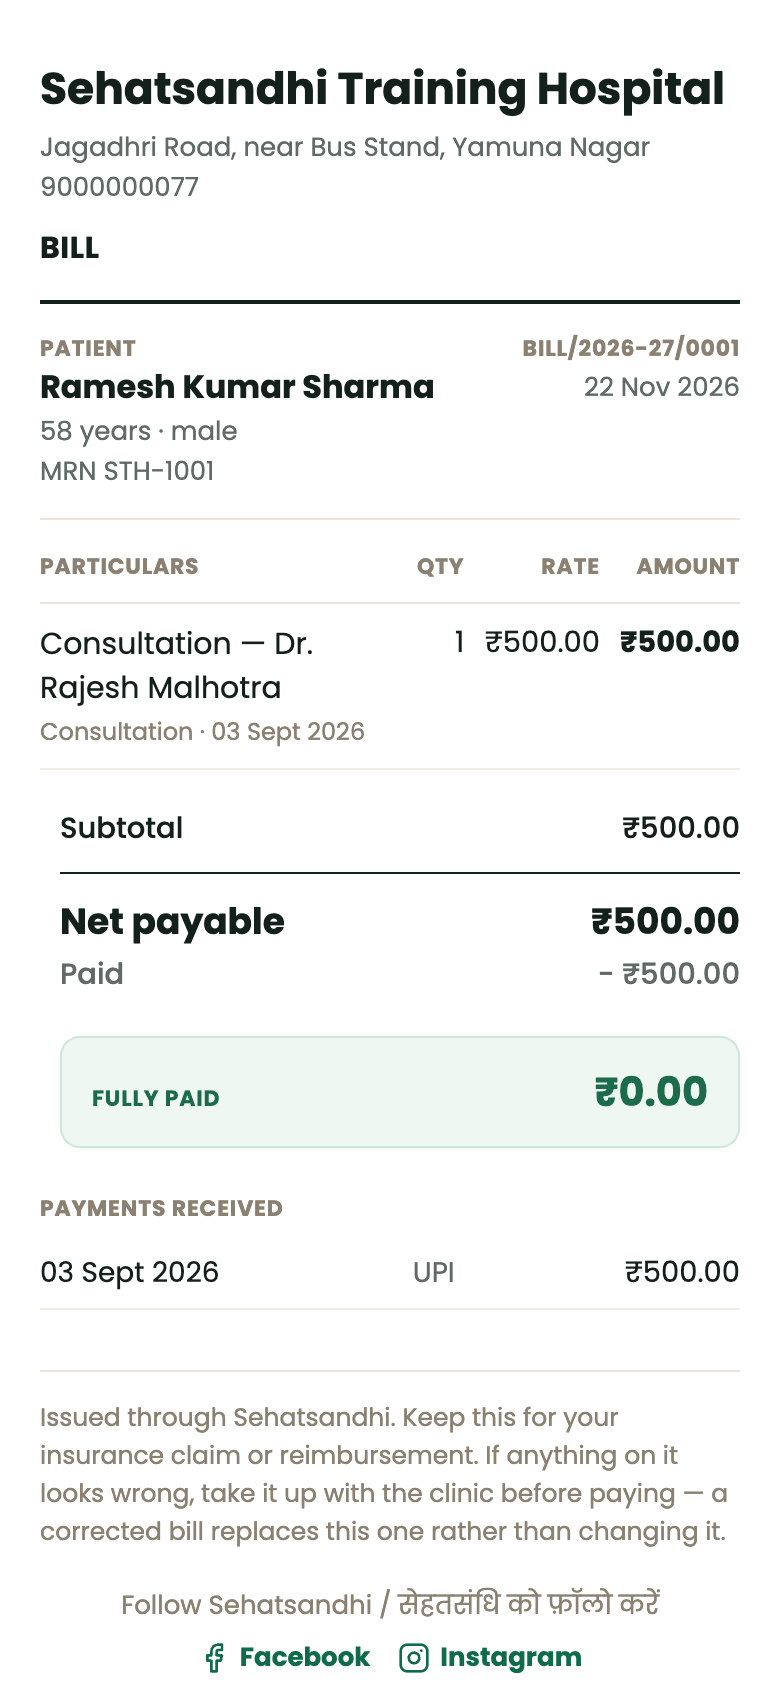 Sehatsandhi Training Hospital
Jagadhri Road, near Bus Stand, Yamuna Nagar
9000000077
BILL
PATIENT BILL/2026-27/0001
Ramesh Kumar Sharma 22 Nov 2026
58 years · male
MRN STH-1001
PARTICULARS QTY RATE AMOUNT
Consultation — Dr. 1 ₹500.00 ₹500.00
Rajesh Malhotra
Consultation · 03 Sept 2026
Subtotal ₹500.00
Net payable ₹500.00
Paid - ₹500.00
FULLY PAID ₹0.00
PAYMENTS RECEIVED
03 Sept 2026 UPI ₹500.00
Issued through Sehatsandhi. Keep this for your
insurance claim or reimbursement. If anything on it
looks wrong, take it up with the clinic before paying — a
corrected bill replaces this one rather than changing it.
Follow Sehatsandhi / सेहतसंधि को फ़ॉलो करें
Facebook Instagram